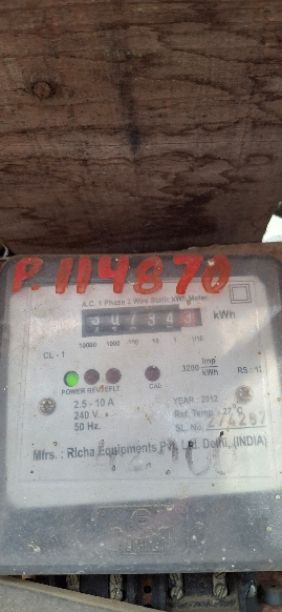 P.114870
A.C. 1 Phase 2 Wire Static kWh Meter
kWh
10000 1000 100 10 1 1/10
CL - 1
3200 Imp/kWh
POWER REV/EFLT CAL
2.5 - 10 A
240 V
50 Hz.
YEAR : 2012
Ref. Temp : 27°C
SL. No. 274297
Mfrs. : Richa Equipments Pvt. Ltd. Delhi, (INDIA)